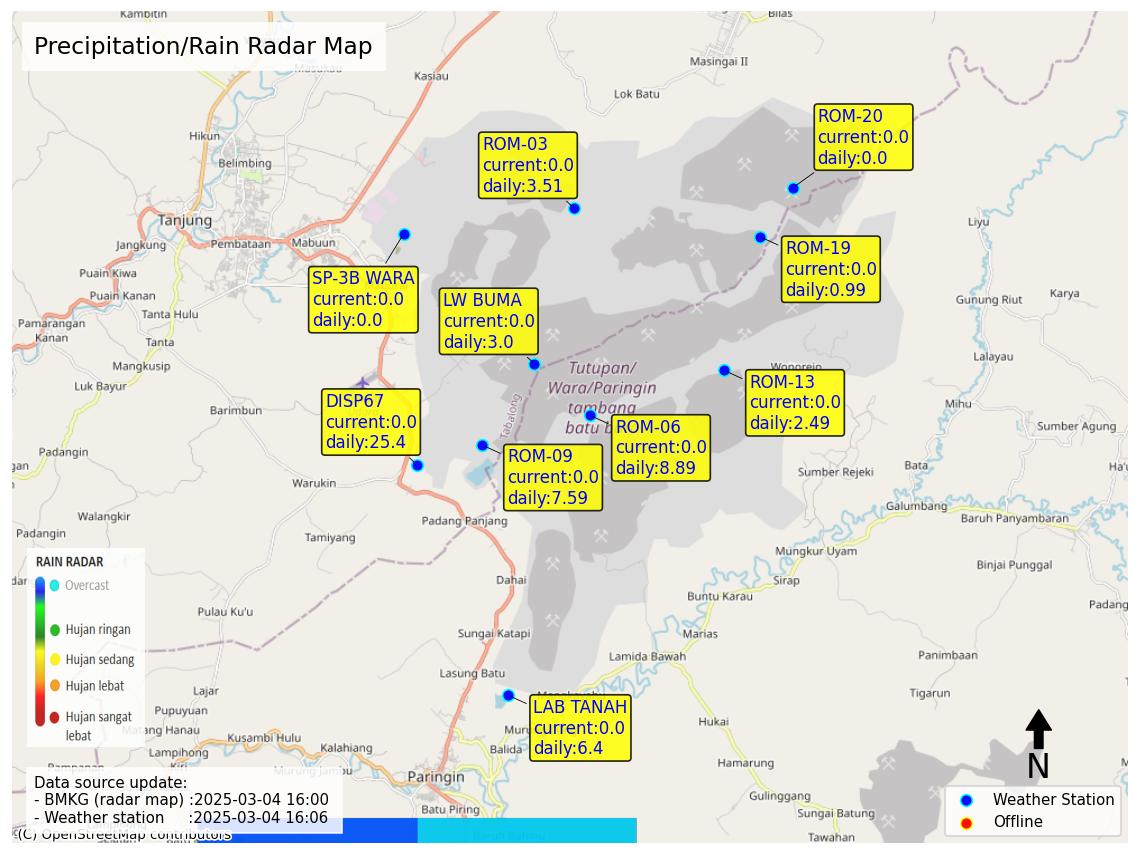 Kambitin
Bilas
Precipitation/Rain Radar Map
Masukau
Kasiau
Masingai II
Lok Batu
Hikun
Belimbing
ROM-03
current:0.0
daily:3.51
ROM-20
current:0.0
daily:0.0
Tanjung
Jangkung
Pembataan
Mabuun
Liyu
Puain Kiwa
Puain Kanan
SP-3B WARA
current:0.0
daily:0.0
ROM-19
current:0.0
daily:0.99
LW BUMA
current:0.0
daily:3.0
Tanta Hulu
Gunung Riut
Karya
Pamarangan
Kanan
Tanta
Mangkusip
Luk Bayur
Lalayau
Tutupan/
Wara/Paringin
tambang
batu b
Wonorejo
ROM-13
current:0.0
daily:2.49
Barimbun
DISP67
current:0.0
daily:25.4
Tabalong
Mihu
ROM-06
current:0.0
daily:8.89
Sumber Agung
Padangin
gan
ROM-09
current:0.0
daily:7.59
Bata
Sumber Rejeki
Warukin
Galumbang
Baruh Panyambaran
Walangkir
Padangin
Padang Panjang
Tamiyang
Mungkur Uyam
Binjai Punggal
RAIN RADAR
Overcast
Hujan ringan
Hujan sedang
Hujan lebat
Hujan sangat
lebat
Dahai
Sirap
Buntu Karau
Padang
Pulau Ku'u
Sungai Katapi
Marias
Lamida Bawah
Panimbaan
Lasung Batu
Lajar
Tigarun
Pupuyuan
LAB TANAH
current:0.0
daily:6.4
Matang Hanau
Kusambi Hulu
Hukai
Muru
Lampihong
Kalahiang
Balida
Murung Jambu
Paringin
Hamarung
N
Data source update:
- BMKG (radar map) :2025-03-04 16:00
- Weather station :2025-03-04 16:06
Batu Piring
Gulinggang
Sungai Batung
Weather Station
Offline
(C) OpenStreetMap contributors
Tawahan